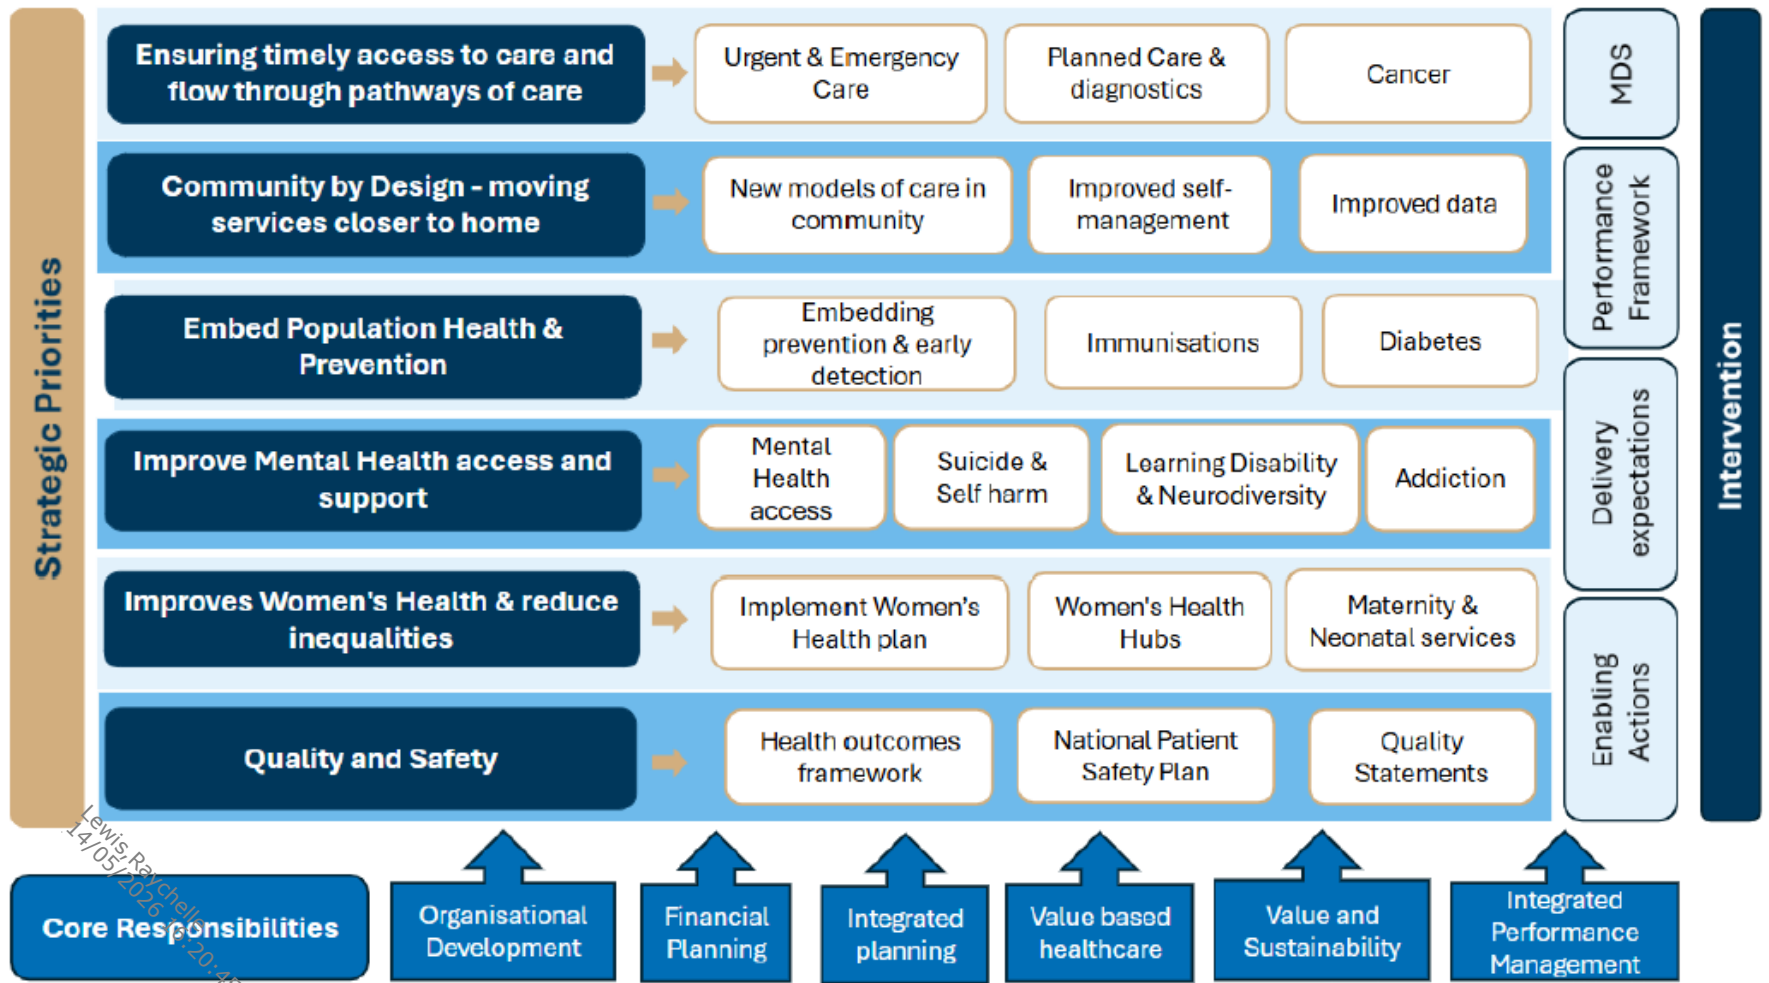 Strategic Priorities
Ensuring timely access to care and
flow through pathways of care
Urgent & Emergency
Care
Planned Care &
diagnostics
Cancer
Community by Design - moving
services closer to home
New models of care in
community
Improved self-
management
Improved data
Embed Population Health &
Prevention
Embedding
prevention & early
detection
Immunisations
Diabetes
Improve Mental Health access and
support
Mental
Health
access
Suicide &
Self harm
Learning Disability
& Neurodiversity
Addiction
Improves Women's Health & reduce
inequalities
Implement Women's
Health plan
Women's Health
Hubs
Maternity &
Neonatal services
Quality and Safety
Health outcomes
framework
National Patient
Safety Plan
Quality
Statements
MDS
Performance
Framework
Delivery
expectations
Enabling
Actions
Intervention
Core Responsibilities
Organisational
Development
Financial
Planning
Integrated
planning
Value based
healthcare
Value and
Sustainability
Integrated
Performance
Management
Lewis,Raychelle
14/05/2026